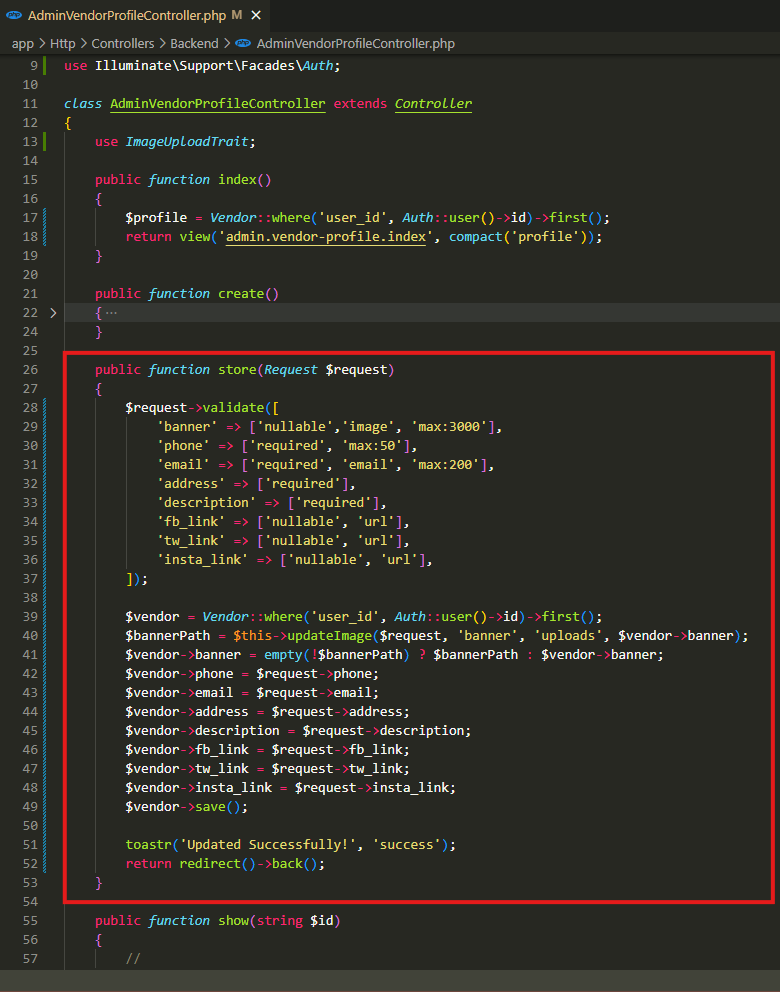 php AdminVendorProfileController.php M ×
app > Http > Controllers > Backend > php AdminVendorProfileController.php
9 use Illuminate\Support\Facades\Auth;
10
11 class AdminVendorProfileController extends Controller
12 {
13     use ImageUploadTrait;
14
15     public function index()
16     {
17         $profile = Vendor::where('user_id', Auth::user()->id)->first();
18         return view('admin.vendor-profile.index', compact('profile'));
19     }
20
21     public function create()
22 > {···
24     }
25
26     public function store(Request $request)
27     {
28         $request->validate([
29             'banner' => ['nullable','image', 'max:3000'],
30             'phone' => ['required', 'max:50'],
31             'email' => ['required', 'email', 'max:200'],
32             'address' => ['required'],
33             'description' => ['required'],
34             'fb_link' => ['nullable', 'url'],
35             'tw_link' => ['nullable', 'url'],
36             'insta_link' => ['nullable', 'url'],
37         ]);
38
39         $vendor = Vendor::where('user_id', Auth::user()->id)->first();
40         $bannerPath = $this->updateImage($request, 'banner', 'uploads', $vendor->banner);
41         $vendor->banner = empty(!$bannerPath) ? $bannerPath : $vendor->banner;
42         $vendor->phone = $request->phone;
43         $vendor->email = $request->email;
44         $vendor->address = $request->address;
45         $vendor->description = $request->description;
46         $vendor->fb_link = $request->fb_link;
47         $vendor->tw_link = $request->tw_link;
48         $vendor->insta_link = $request->insta_link;
49         $vendor->save();
50
51         toastr('Updated Successfully!', 'success');
52         return redirect()->back();
53     }
54
55     public function show(string $id)
56     {
57         //